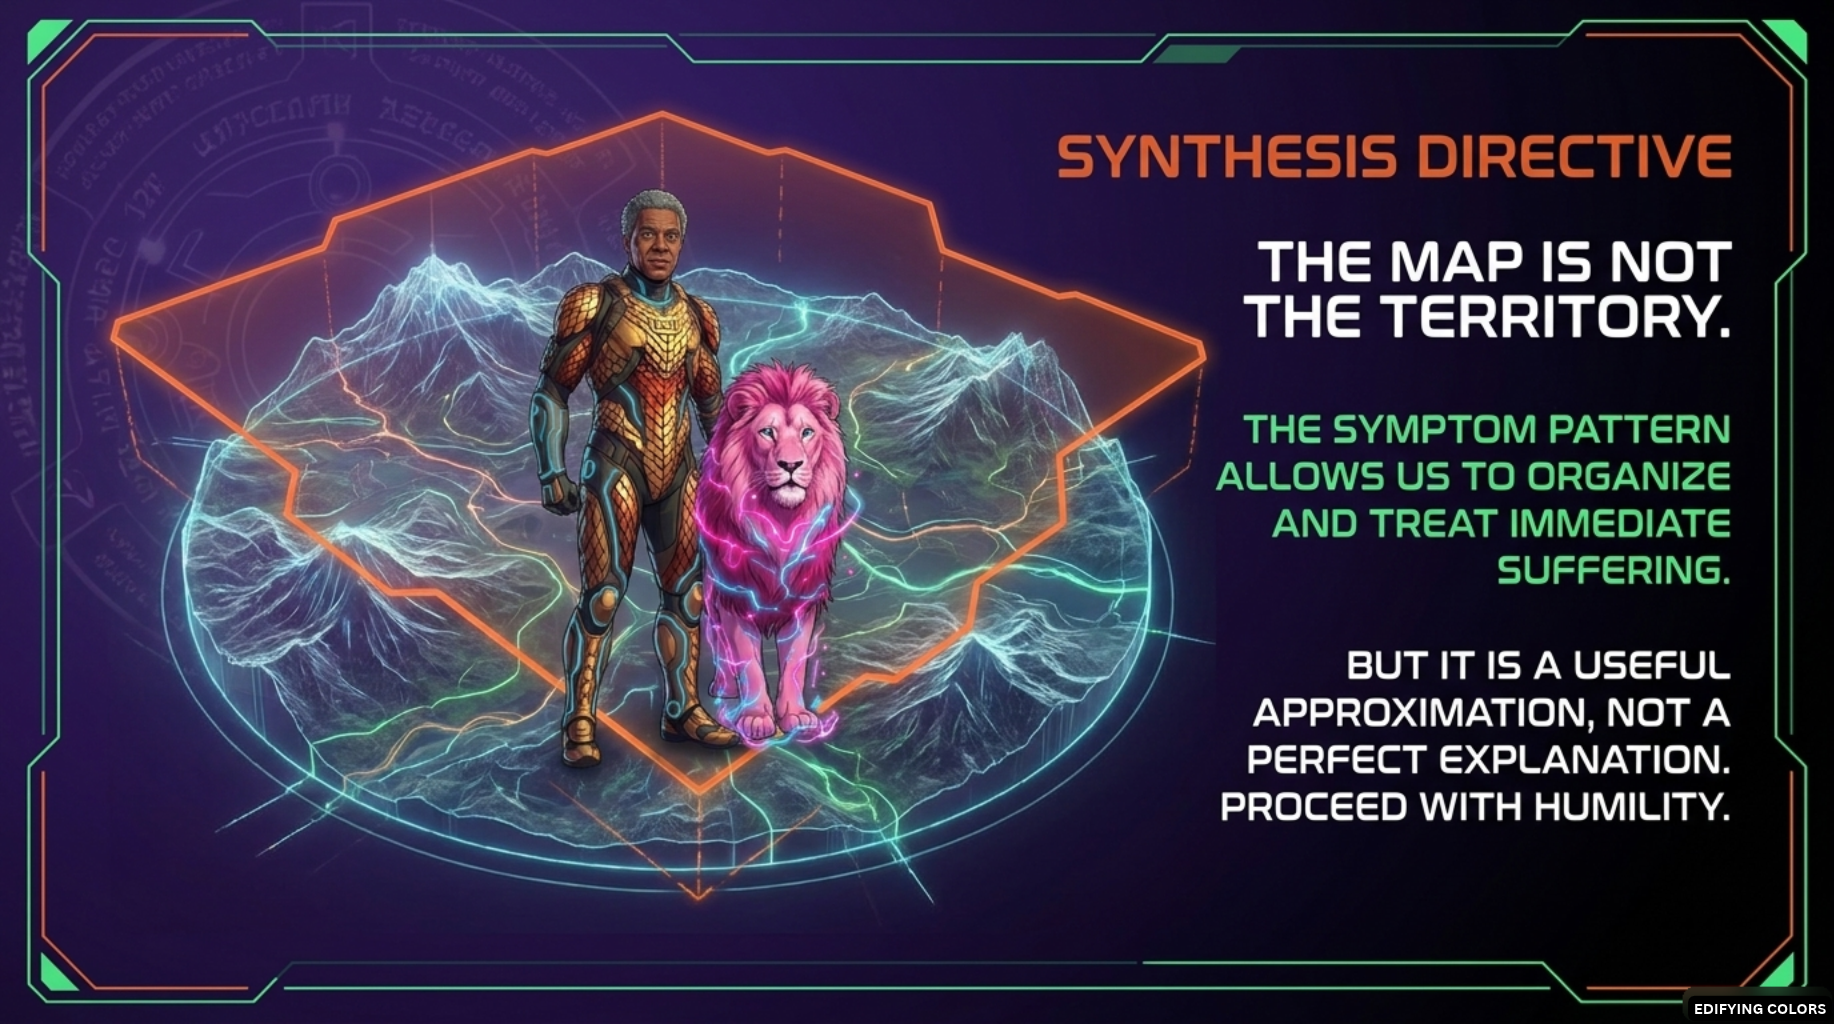 SYNTHESIS DIRECTIVE
THE MAP IS NOT
THE TERRITORY.
THE SYMPTOM PATTERN
ALLOWS US TO ORGANIZE
AND TREAT IMMEDIATE
SUFFERING.
BUT IT IS A USEFUL
APPROXIMATION, NOT A
PERFECT EXPLANATION.
PROCEED WITH HUMILITY.
EDIFYING COLORS